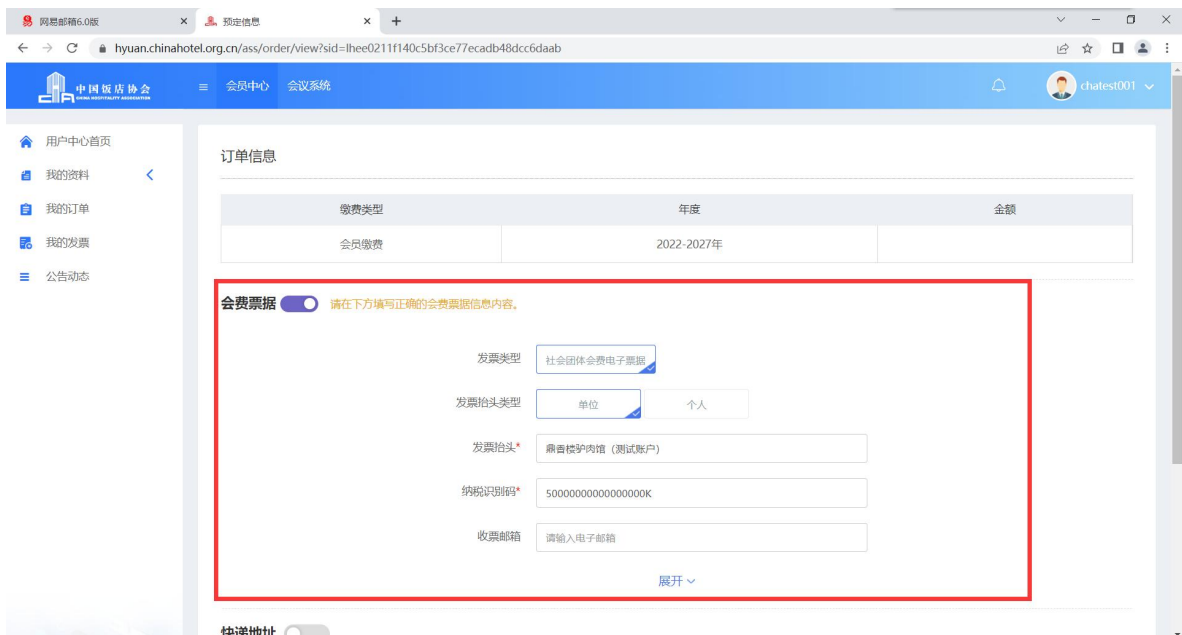 网易邮箱6.0版
预定信息
hyuan.chinahotel.org.cn/ass/order/view?sid=lhee0211f140c5bf3ce77ecadb48dcc6daab
中国饭店协会
CHINA HOSPITALITY ASSOCIATION
会员中心 会议系统
chatest001
用户中心首页
我的资料
我的订单
我的发票
公告动态
订单信息
缴费类型 年度 金额
会员缴费 2022-2027年
会费票据 请在下方填写正确的会费票据信息内容。
发票类型 社会团体会费电子票据
发票抬头类型 单位 个人
发票抬头* 鼎香楼驴肉馆（测试账户）
纳税识别码* 50000000000000000K
收票邮箱 请输入电子邮箱
展开
快递地址